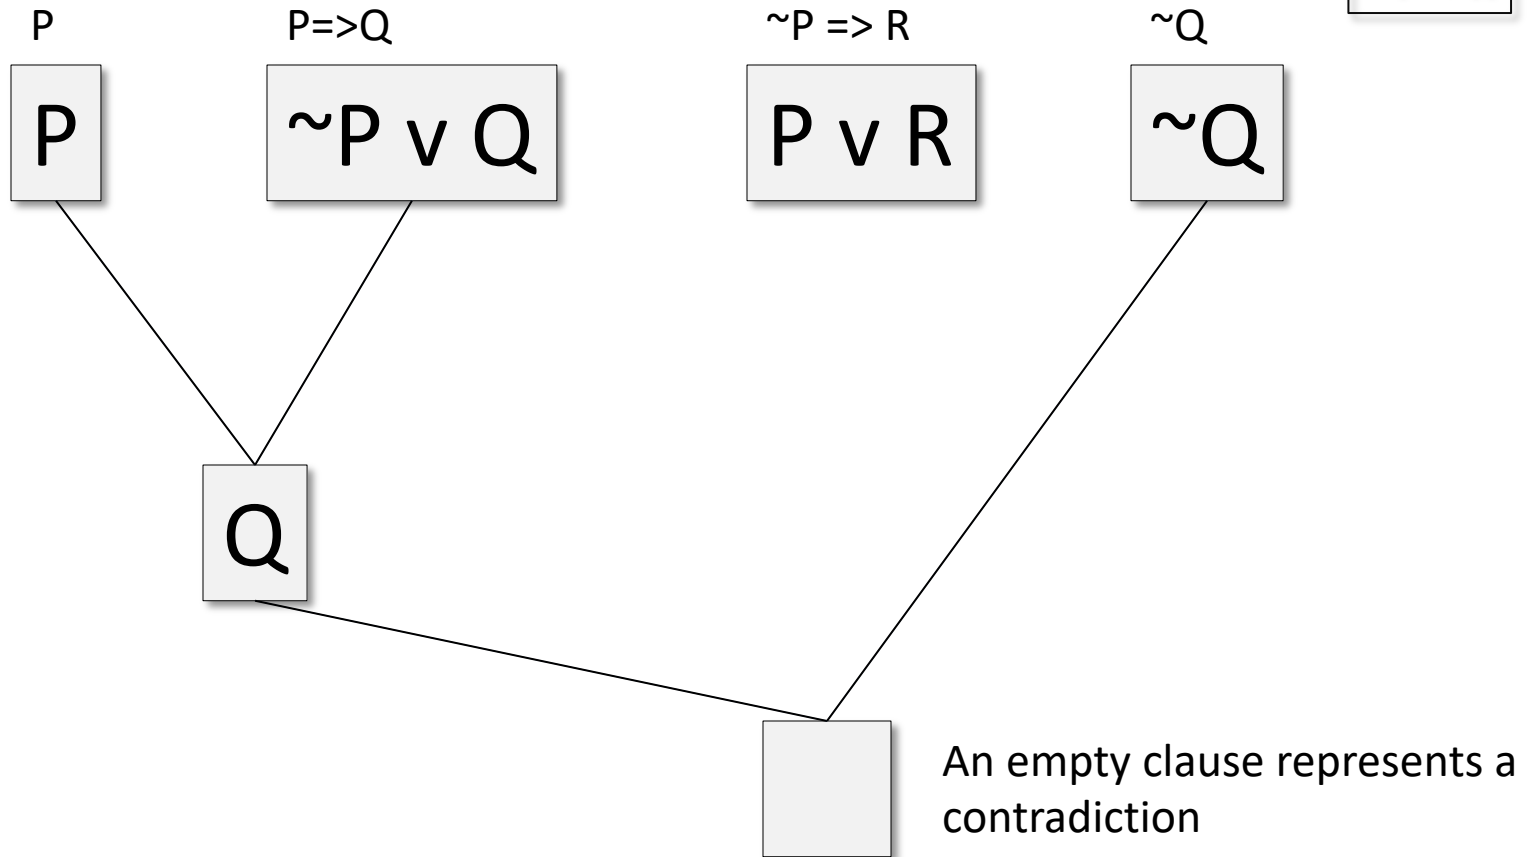 P
P=>Q
~P => R
~Q
P
~P v Q
P v R
~Q
Q
An empty clause represents a
contradiction